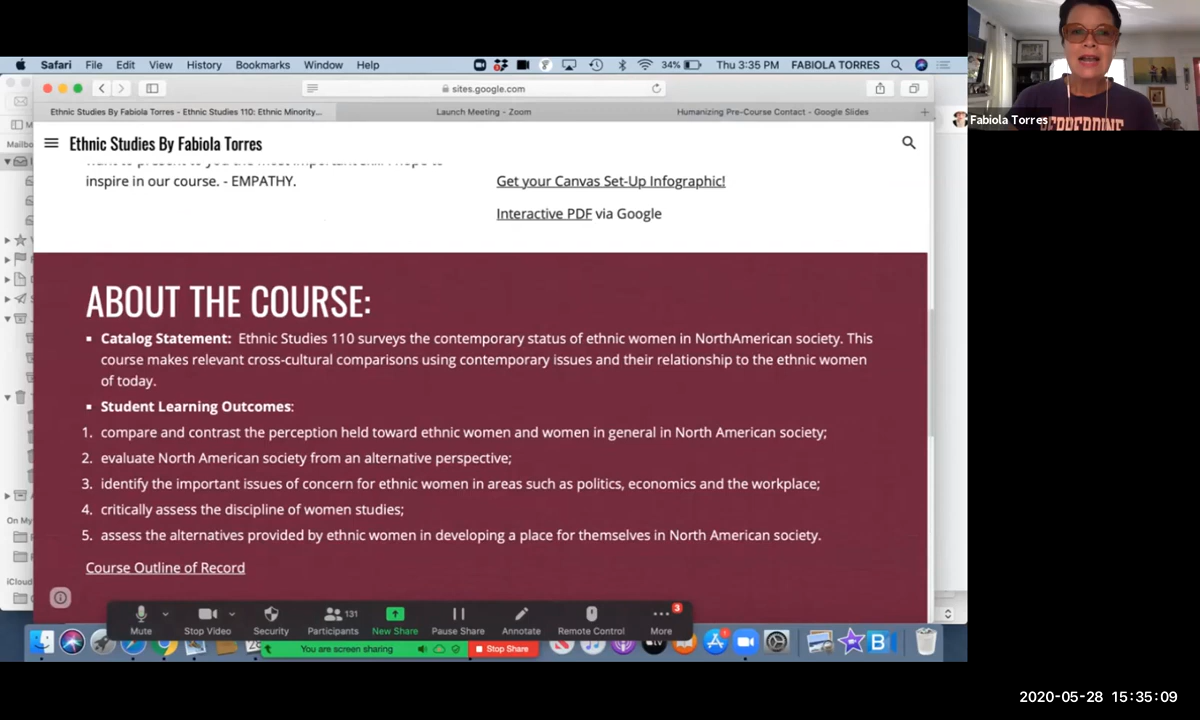 Safari File Edit View History Bookmarks Window Help 34% Thu 3:35 PM FABIOLA TORRES
sites.google.com
Ethnic Studies By Fabiola Torres - Ethnic Studies 110: Ethnic Minority... Launch Meeting - Zoom Humanizing Pre-Course Contact - Google Slides
Fabiola Torres
PEPPERDINE
Mailbo
Ethnic Studies By Fabiola Torres
inspire in our course. - EMPATHY.
Get your Canvas Set-Up Infographic!
Interactive PDF via Google
ABOUT THE COURSE:
▪ Catalog Statement: Ethnic Studies 110 surveys the contemporary status of ethnic women in NorthAmerican society. This
course makes relevant cross-cultural comparisons using contemporary issues and their relationship to the ethnic women
of today.
▪ Student Learning Outcomes:
1. compare and contrast the perception held toward ethnic women and women in general in North American society;
2. evaluate North American society from an alternative perspective;
3. identify the important issues of concern for ethnic women in areas such as politics, economics and the workplace;
4. critically assess the discipline of women studies;
5. assess the alternatives provided by ethnic women in developing a place for themselves in North American society.
On My
Course Outline of Record
iCloud
131 3
Mute Stop Video Security Participants New Share Pause Share Annotate Remote Control More
You are screen sharing Stop Share
2020-05-28 15:35:09